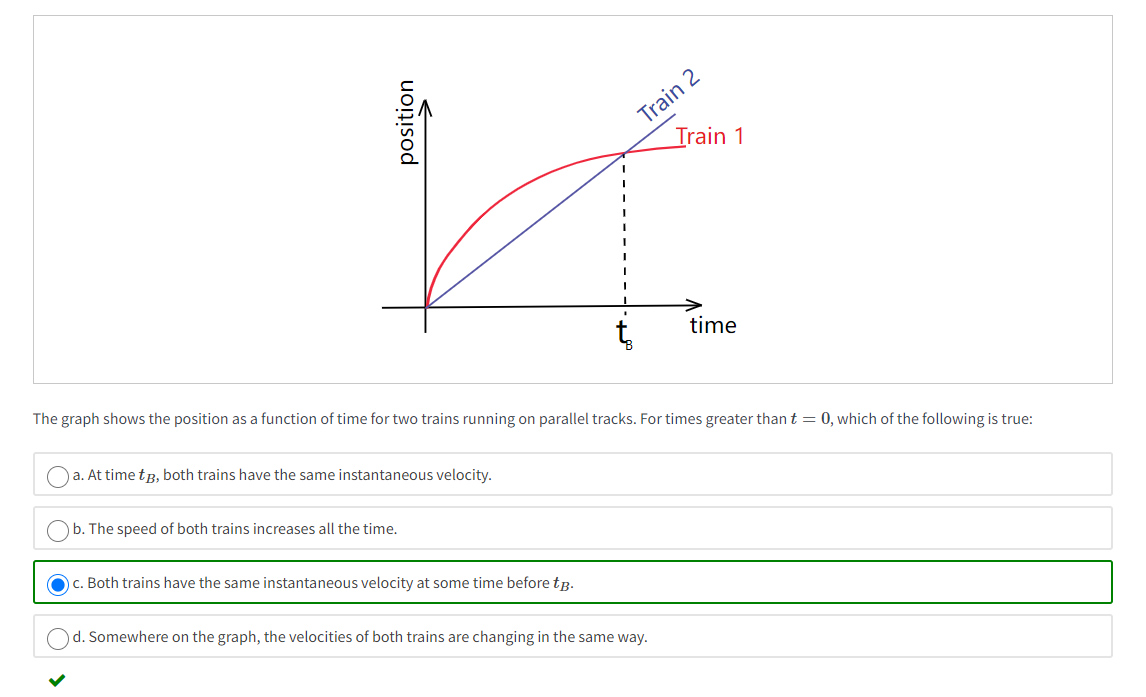 position
Train 2
Train 1
t_B
time
The graph shows the position as a function of time for two trains running on parallel tracks. For times greater than t = 0, which of the following is true:
a. At time t_B, both trains have the same instantaneous velocity.
b. The speed of both trains increases all the time.
c. Both trains have the same instantaneous velocity at some time before t_B.
d. Somewhere on the graph, the velocities of both trains are changing in the same way.